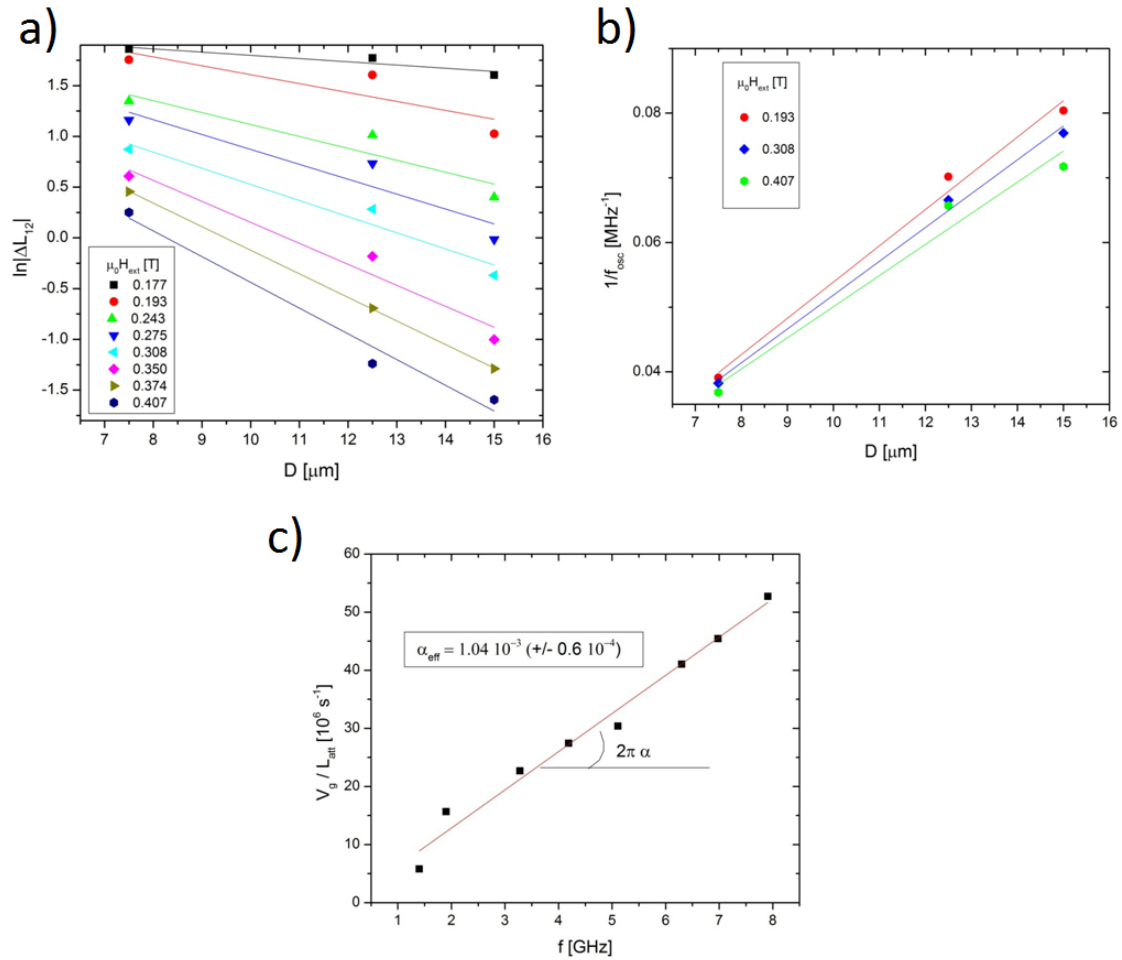 a)
ln|ΔL12|
1.5
1.0
0.5
0.0
-0.5
-1.0
-1.5
μ0Hext [T]
0.177
0.193
0.243
0.275
0.308
0.350
0.374
0.407
7 8 9 10 11 12 13 14 15 16
D [μm]
b)
1/fosc [MHz-1]
0.08
0.06
0.04
μ0Hext [T]
0.193
0.308
0.407
7 8 9 10 11 12 13 14 15 16
D [μm]
c)
Vg / Latt [10^6 s-1]
60
50
40
30
20
10
0
αeff = 1.04 10^-3 (+/- 0.6 10^-4)
2π α
1 2 3 4 5 6 7 8
f [GHz]